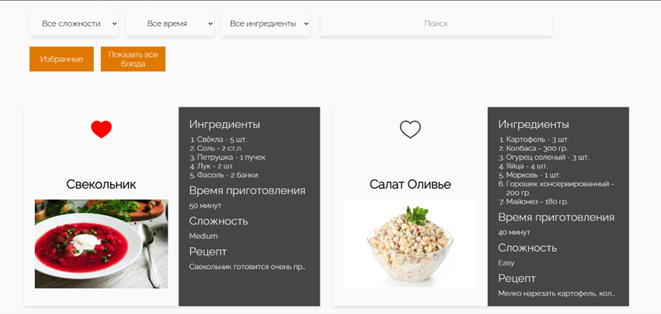 Все сложности
Все время
Все ингредиенты
Поиск
Избранные
Показать все
блюда
Свекольник
Ингредиенты
1. Свёкла - 5 шт.
2. Соль - 2 ст.л.
3. Петрушка - 1 пучек
4. Лук - 2 шт
5. Фасоль - 2 банки
Время приготовления
50 минут
Сложность
Medium
Рецепт
Свекольник готовится очень пр...
Салат Оливье
Ингредиенты
1. Картофель - 3 шт.
2. Колбаса - 300 гр.
3. Огурец соленый - 3 шт.
4. Яйца - 4 шт.
5. Морковь - 1 шт.
6. Горошек консервированный -
200 гр.
7. Майонез - 180 гр.
Время приготовления
40 минут
Сложность
Easy
Рецепт
Мелко нарезать картофель, кол...